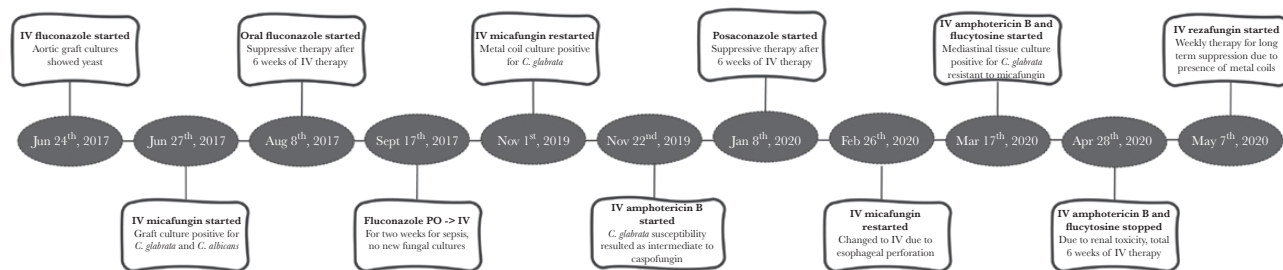 IV fluconazole started
Aortic graft cultures
showed yeast
Oral fluconazole started
Suppressive therapy after
6 weeks of IV therapy
IV micafungin restarted
Metal coil culture positive
for C. glabrata
Posaconazole started
Suppressive therapy after
6 weeks of IV therapy
IV amphotericin B and
flucytosine started
Mediastinal tissue culture
positive for C. glabrata
resistant to micafungin
IV rezafungin started
Weekly therapy for long
term suppression due to
presence of metal coils
Jun 24th, 2017
Jun 27th, 2017
Aug 8th, 2017
Sept 17th, 2017
Nov 1st, 2019
Nov 22nd, 2019
Jan 8th, 2020
Feb 26th, 2020
Mar 17th, 2020
Apr 28th, 2020
May 7th, 2020
IV micafungin started
Graft culture positive for
C. glabrata and C. albicans
Fluconazole PO -> IV
For two weeks for sepsis,
no new fungal cultures
IV amphotericin B
started
C. glabrata susceptibility
resulted as intermediate to
caspofungin
IV micafungin
restarted
Changed to IV due to
esophageal perforation
IV amphotericin B and
flucytosine stopped
Due to renal toxicity, total
6 weeks of IV therapy